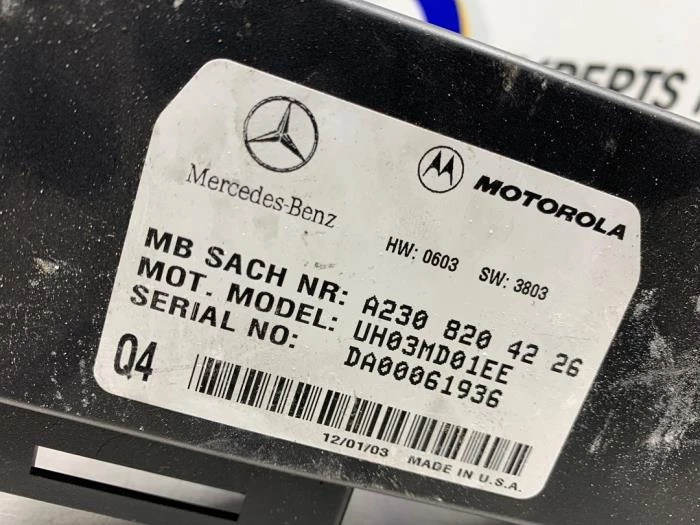 Mercedes-Benz
MOTOROLA
HW: 0603 SW: 3803
MB SACH NR: A230 820 42 26
MOT. MODEL: UH03MD01EE
SERIAL NO: DA00061936
Q4
12/01/03 MADE IN U.S.A.